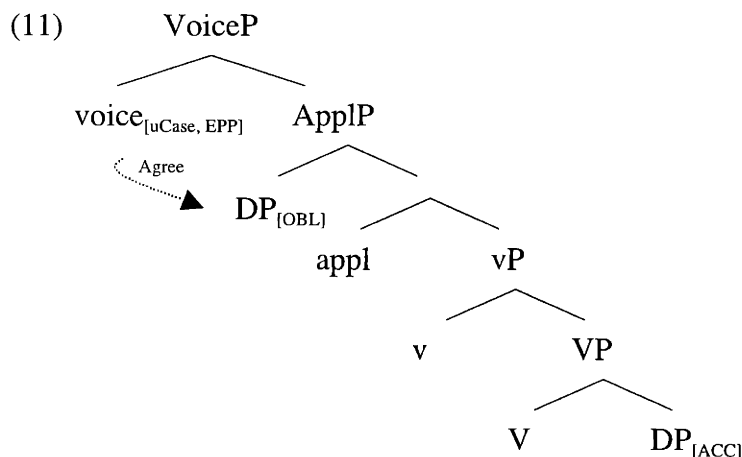 (11) VoiceP
voice[uCase, EPP] ApplP
Agree
DP[OBL]
appl vP
v VP
V DP[ACC]